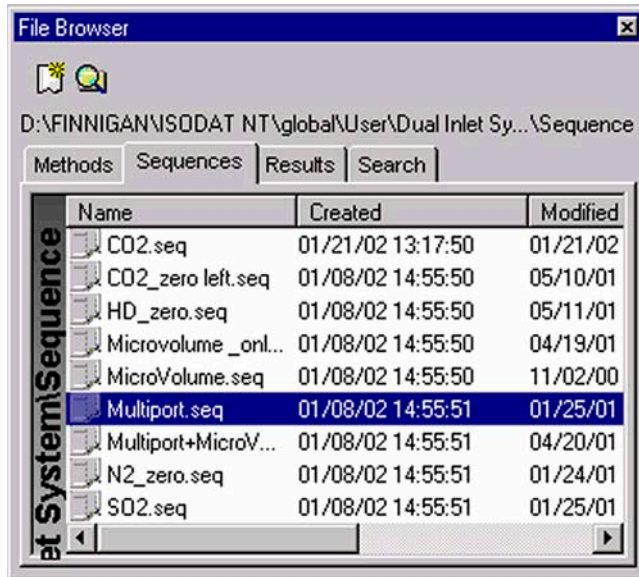 File Browser
D:\FINNIGAN\ISODAT NT\global\User\Dual Inlet Sy...\Sequence
Methods Sequences Results Search
et System\Sequence
Name Created Modified
CO2.seq 01/21/02 13:17:50 01/21/02
CO2_zero left.seq 01/08/02 14:55:50 05/10/01
HD_zero.seq 01/08/02 14:55:50 05/11/01
Microvolume _onl... 01/08/02 14:55:50 04/19/01
MicroVolume.seq 01/08/02 14:55:50 11/02/00
Multiport.seq 01/08/02 14:55:51 01/25/01
Multiport+MicroV... 01/08/02 14:55:51 04/20/01
N2_zero.seq 01/08/02 14:55:51 01/24/01
SO2.seq 01/08/02 14:55:51 01/25/01